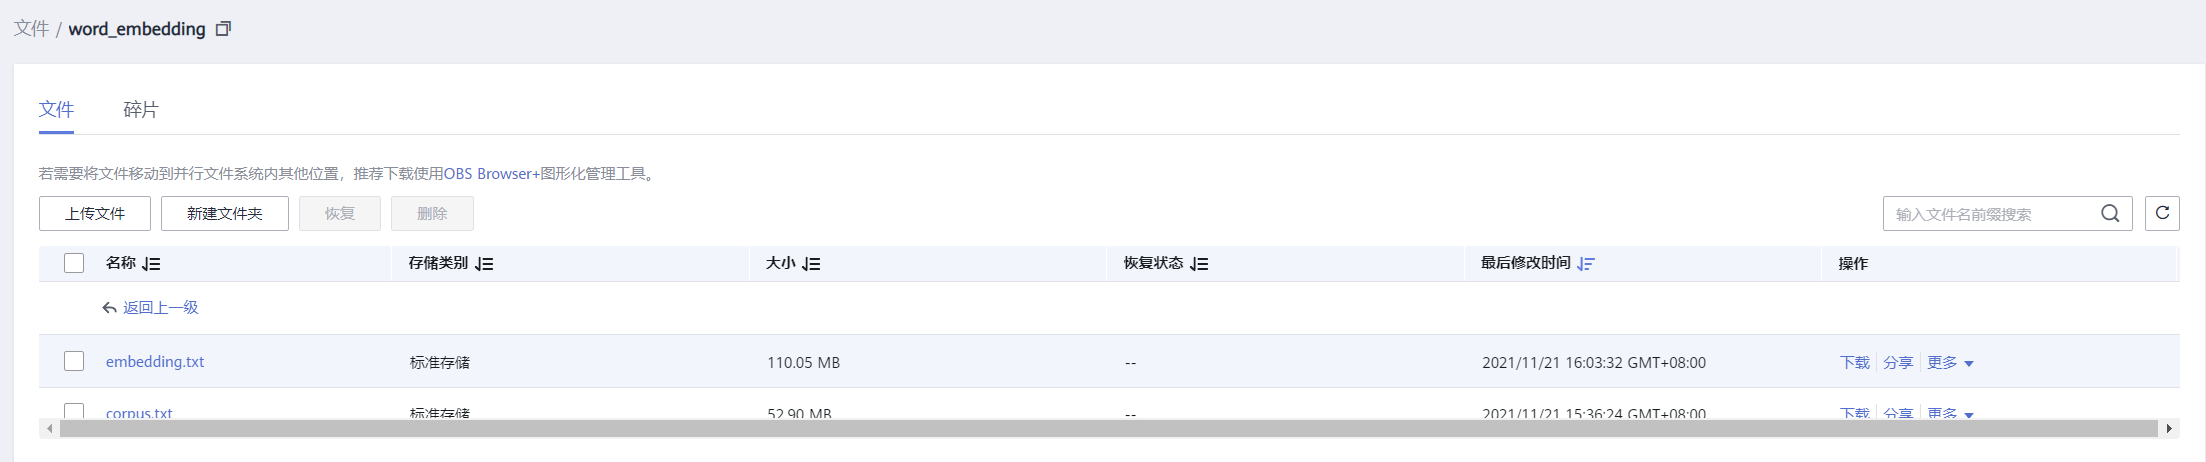 文件 / word_embedding
文件 碎片
若需要将文件移动到并行文件系统内其他位置，推荐下载使用OBS Browser+图形化管理工具。
上传文件 新建文件夹 恢复 删除 输入文件名前缀搜索
名称 存储类别 大小 恢复状态 最后修改时间 操作
返回上一级
embedding.txt 标准存储 110.05 MB -- 2021/11/21 16:03:32 GMT+08:00 下载 分享 更多
corpus.txt 标准存储 52.90 MB -- 2021/11/21 15:36:24 GMT+08:00 下载 分享 更多